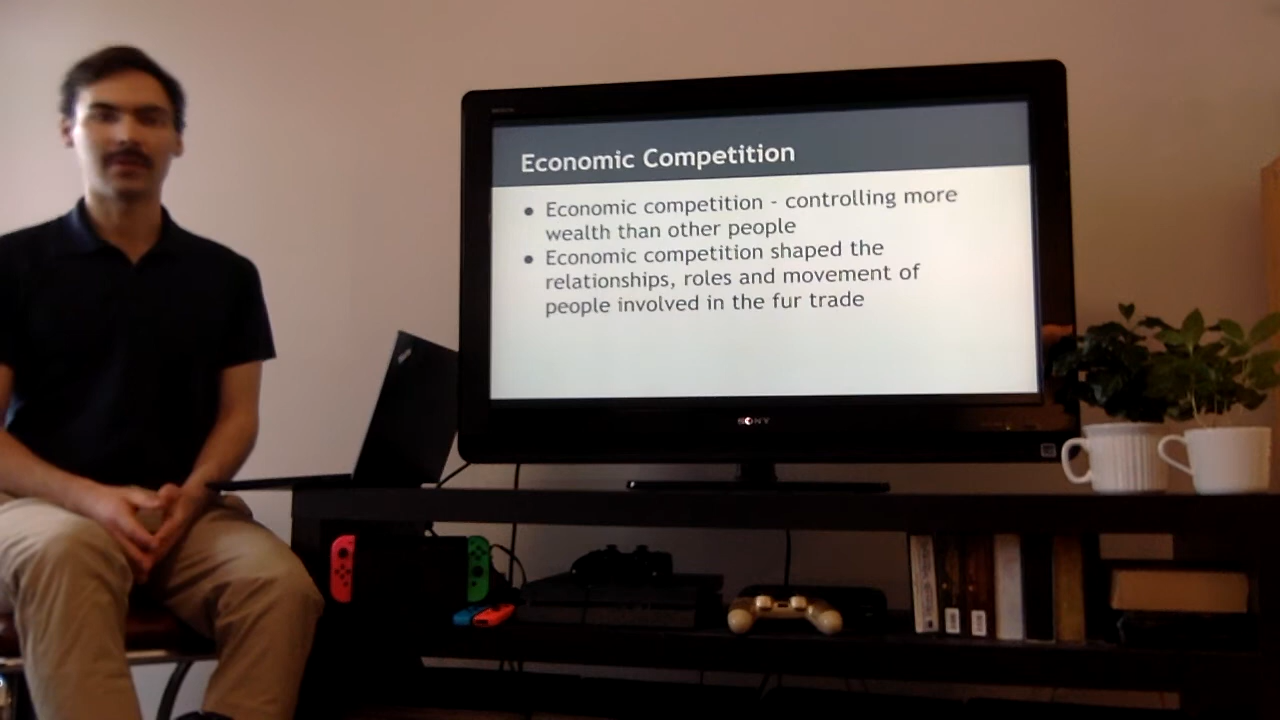 Economic Competition
● Economic competition - controlling more
wealth than other people
● Economic competition shaped the
relationships, roles and movement of
people involved in the fur trade
SONY